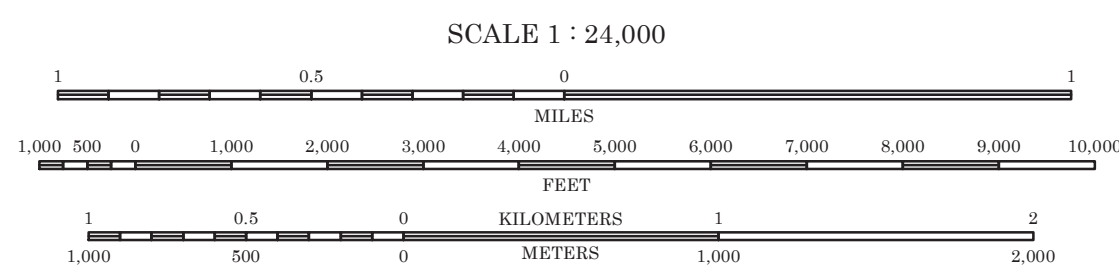 SCALE 1 : 24,000
1 0.5 0 1
MILES
1,000 500 0 1,000 2,000 3,000 4,000 5,000 6,000 7,000 8,000 9,000 10,000
FEET
1 0.5 0 KILOMETERS 1 2
1,000 500 0 METERS 1,000 2,000